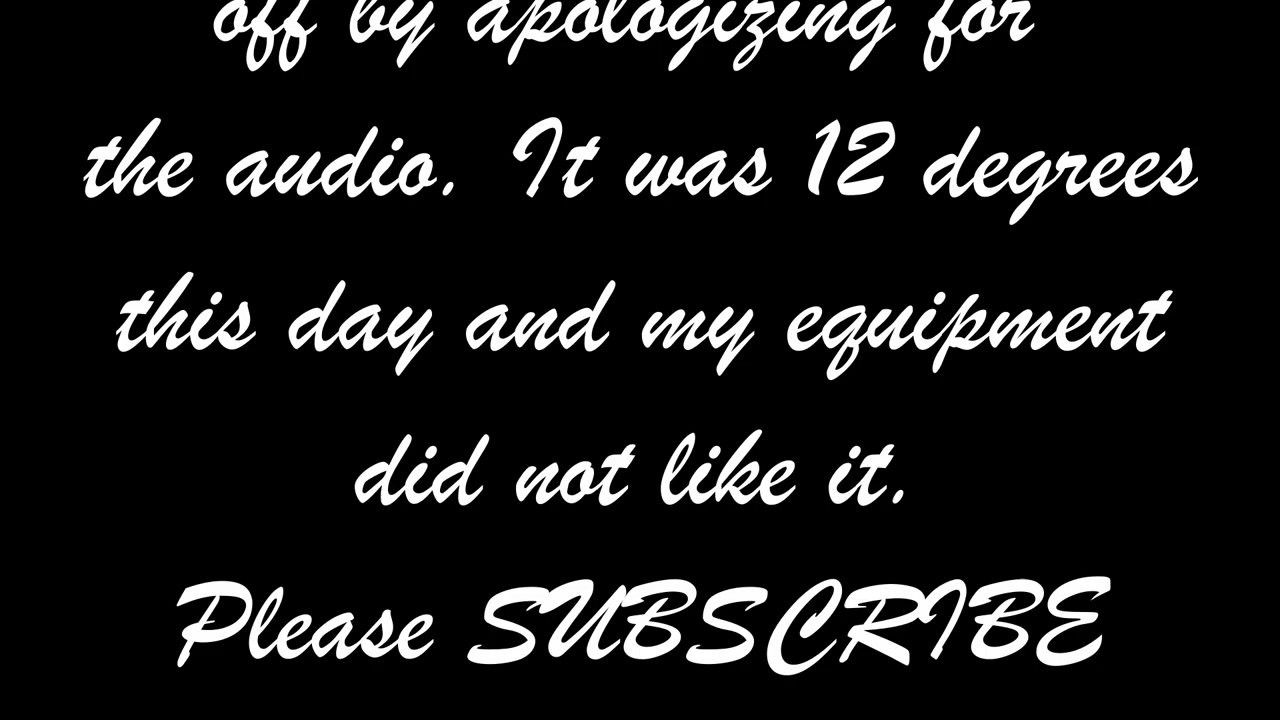 off by apologizing for
the audio. It was 12 degrees
this day and my equipment
did not like it.
Please SUBSCRIBE